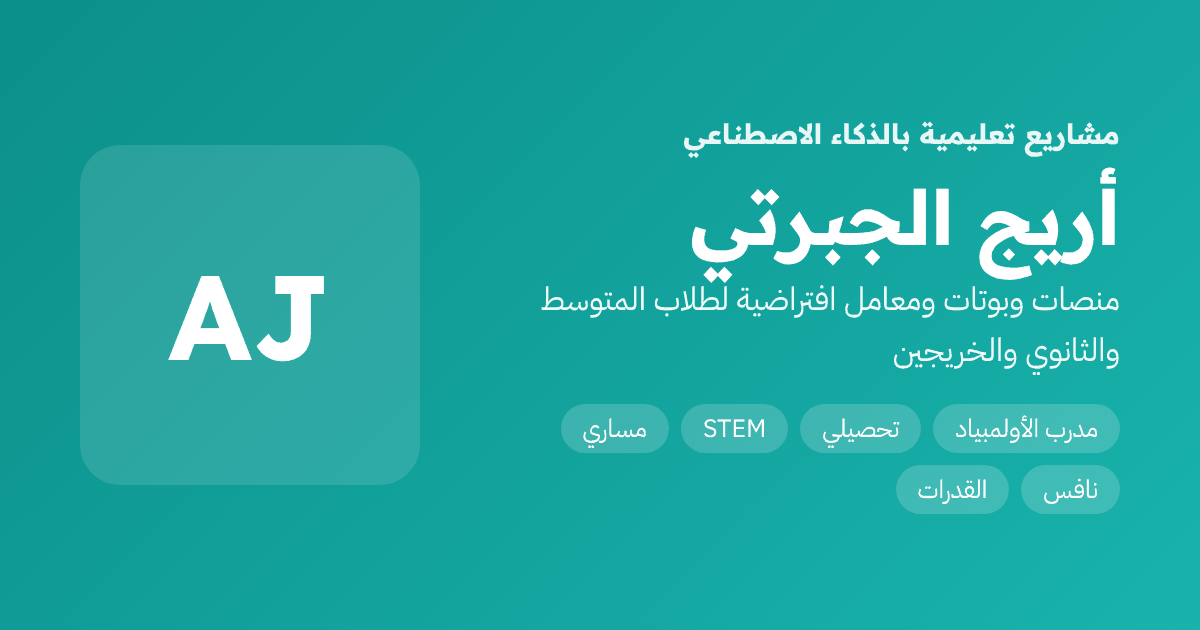 مشاريع تعليمية بالذكاء الاصطناعي
أريج الجبرتي
منصات وبوتات ومعامل افتراضية لطلاب المتوسط
والثانوي والخريجين
مدرب الأولمبياد تحصيلي STEM مساري
نافس القدرات
AJ